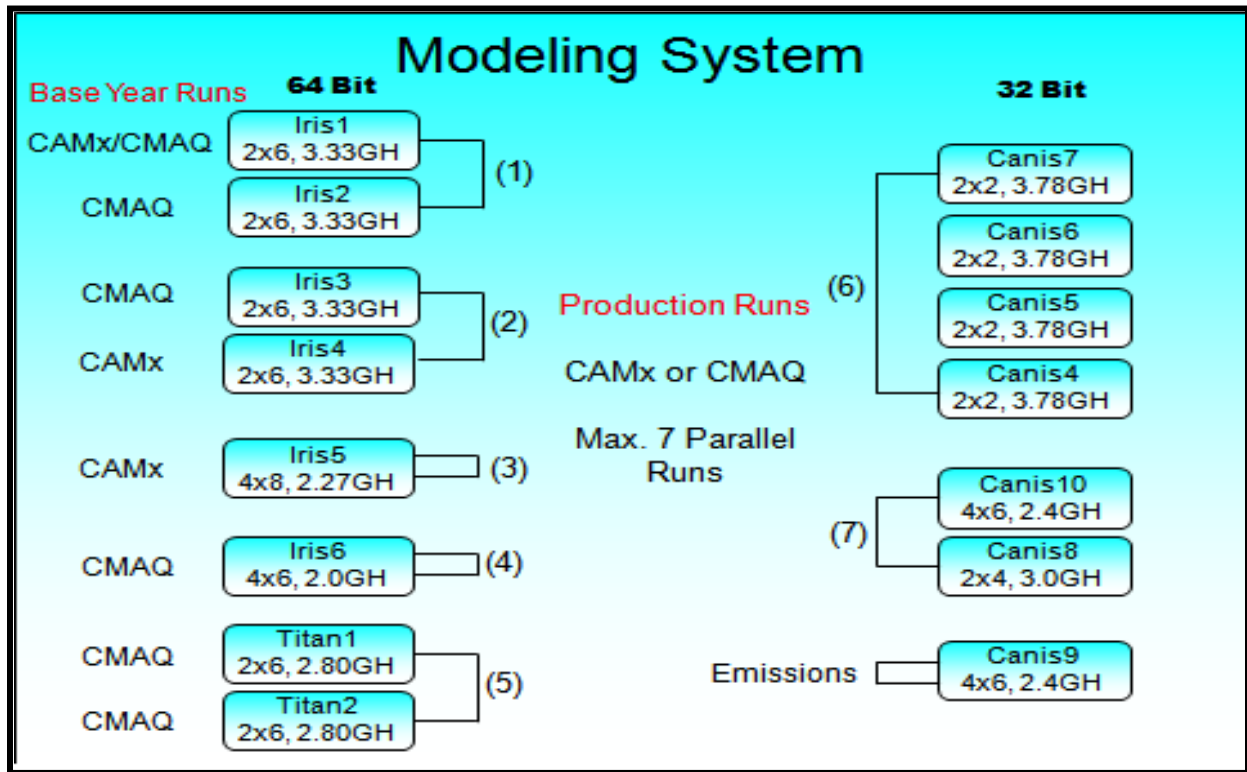 Modeling System
Base Year Runs
64 Bit
32 Bit
CAMx/CMAQ
Iris1
2x6, 3.33GH
(1)
CMAQ
Iris2
2x6, 3.33GH
CMAQ
Iris3
2x6, 3.33GH
(2)
CAMx
Iris4
2x6, 3.33GH
CAMx
Iris5
4x8, 2.27GH
(3)
CMAQ
Iris6
4x6, 2.0GH
(4)
CMAQ
Titan1
2x6, 2.80GH
(5)
CMAQ
Titan2
2x6, 2.80GH
Production Runs
CAMx or CMAQ
Max. 7 Parallel
Runs
Canis7
2x2, 3.78GH
Canis6
2x2, 3.78GH
(6)
Canis5
2x2, 3.78GH
Canis4
2x2, 3.78GH
Canis10
4x6, 2.4GH
(7)
Canis8
2x4, 3.0GH
Emissions
Canis9
4x6, 2.4GH